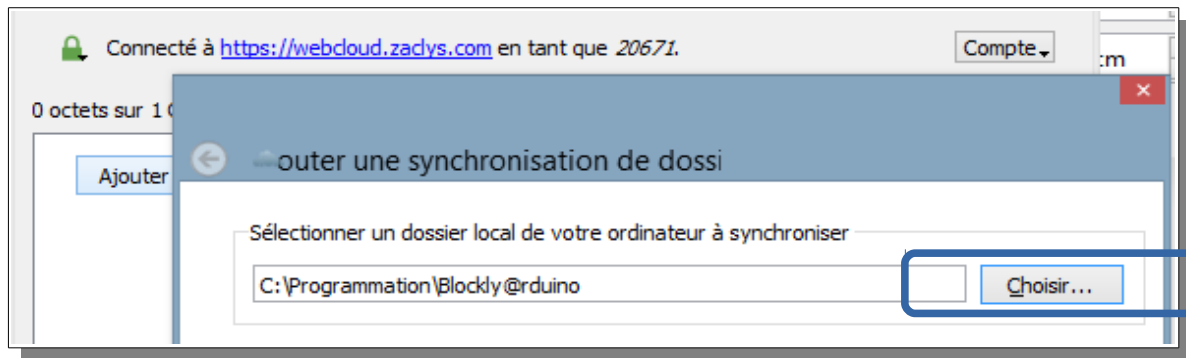 Connecté à https://webcloud.zaclys.com en tant que 20671.
Compte
:m
0 octets sur 1
outer une synchronisation de dossi
Ajouter
Sélectionner un dossier local de votre ordinateur à synchroniser
C:\Programmation\Blockly@rduino
Choisir...